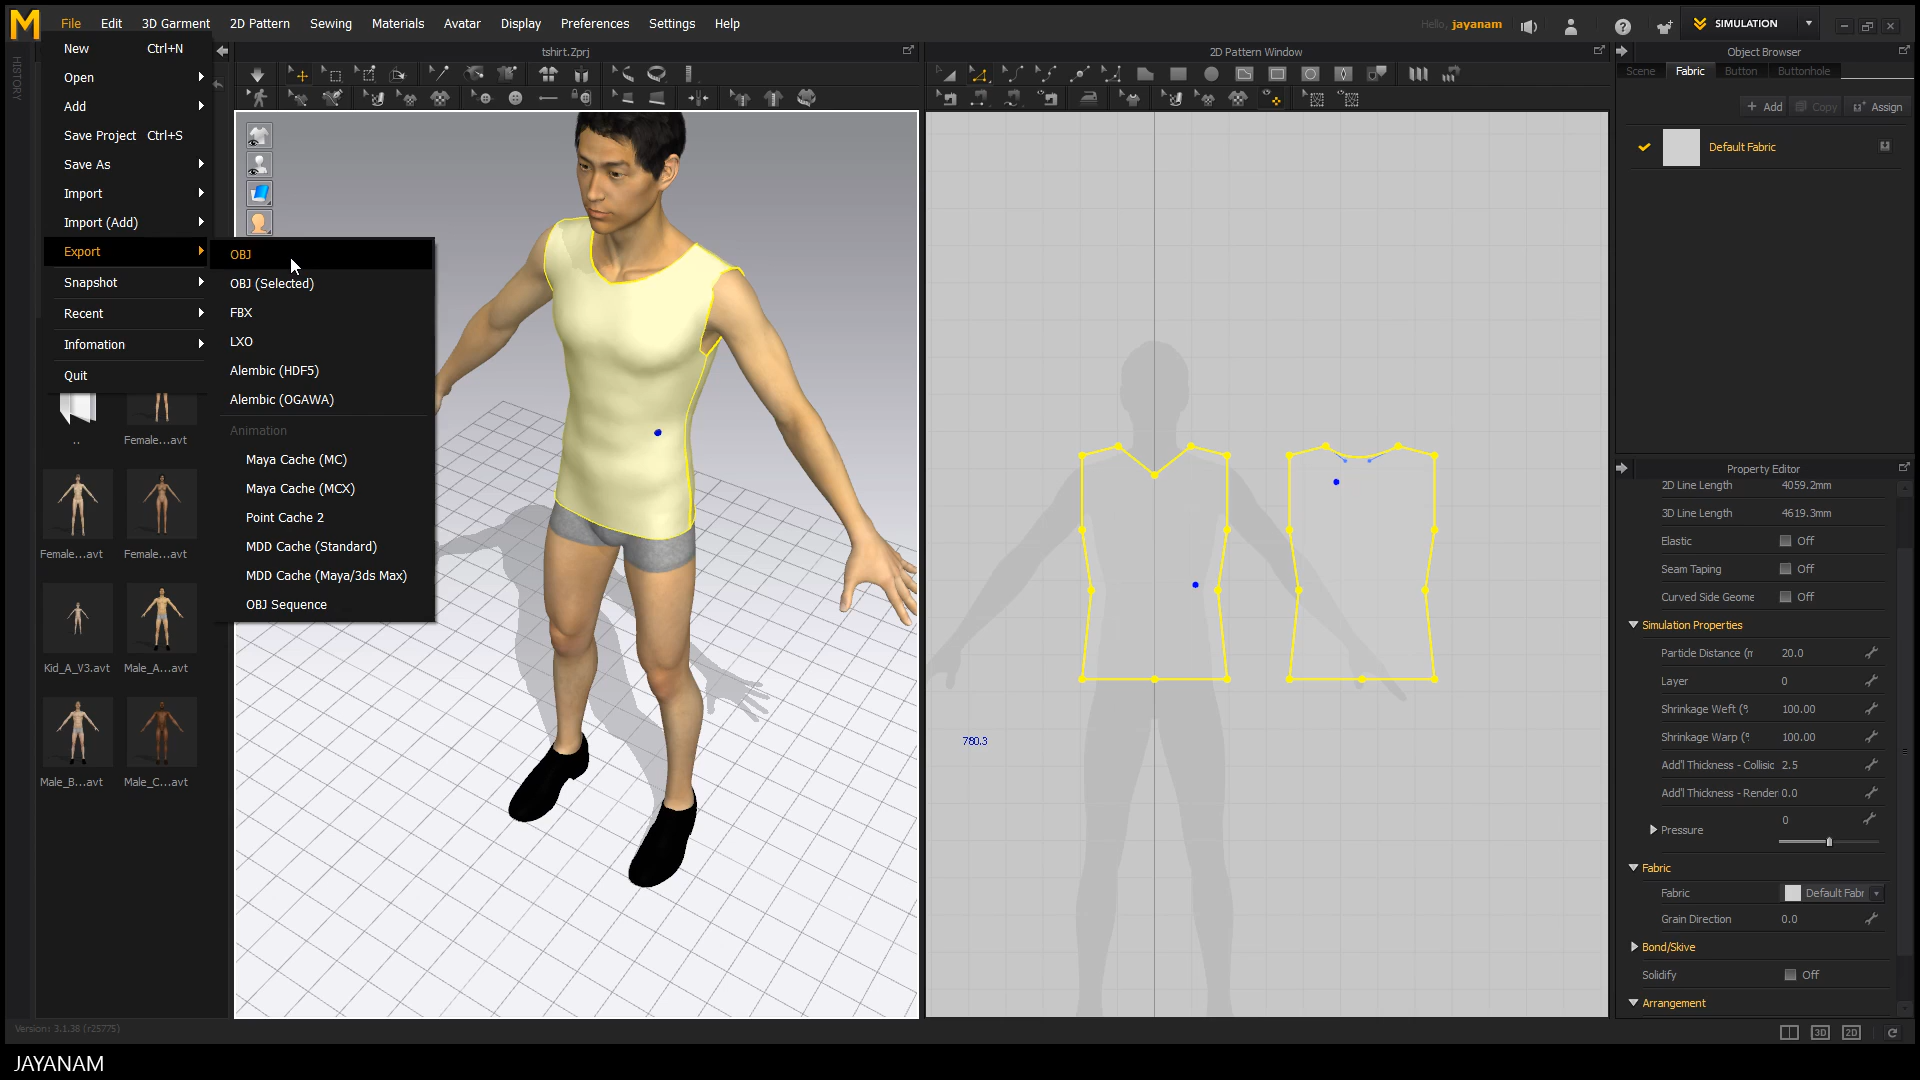 M File Edit 3D Garment 2D Pattern Sewing Materials Avatar Display Preferences Settings Help Hello, jayanam SIMULATION
HISTORY
New Ctrl+N
Open
Add
Save Project Ctrl+S
Save As
Import
Import (Add)
Export
Snapshot
Recent
Infomation
Quit
OBJ
OBJ (Selected)
FBX
LXO
Alembic (HDF5)
Alembic (OGAWA)
Animation
Maya Cache (MC)
Maya Cache (MCX)
Point Cache 2
MDD Cache (Standard)
MDD Cache (Maya/3ds Max)
OBJ Sequence
.. Female...avt
Female...avt Female...avt
Kid_A_V3.avt Male_A...avt
Male_B...avt Male_C...avt
tshirt.Zprj
2D Pattern Window
780.3
Object Browser
Scene Fabric Button Buttonhole
+ Add Copy Assign
Default Fabric
Property Editor
2D Line Length 4059.2mm
3D Line Length 4619.3mm
Elastic Off
Seam Taping Off
Curved Side Geome Off
Simulation Properties
Particle Distance (m 20.0
Layer 0
Shrinkage Weft (% 100.00
Shrinkage Warp (% 100.00
Add'l Thickness - Collisic 2.5
Add'l Thickness - Render 0.0
Pressure 0
Fabric
Fabric Default Fabr
Grain Direction 0.0
Bond/Skive
Solidify Off
Arrangement
Version: 3.1.38 (r25775)
3D 2D
JAYANAM